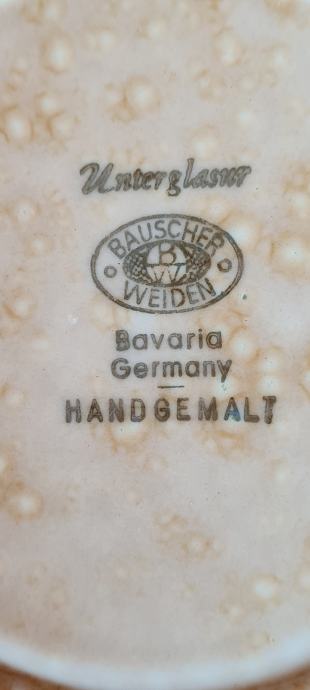 Unterglasur
BAUSCHER
B
W
WEIDEN
Bavaria
Germany
HANDGEMALT